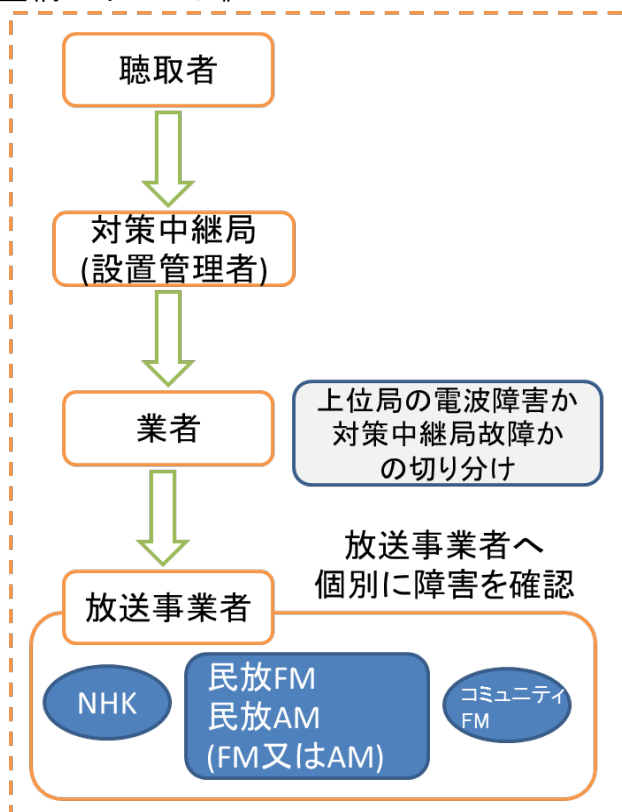 聴取者
対策中継局
(設置管理者)
業者
上位局の電波障害か
対策中継局故障か
の切り分け
放送事業者へ
個別に障害を確認
放送事業者
NHK
民放FM
民放AM
(FM又はAM)
コミュニティ
FM